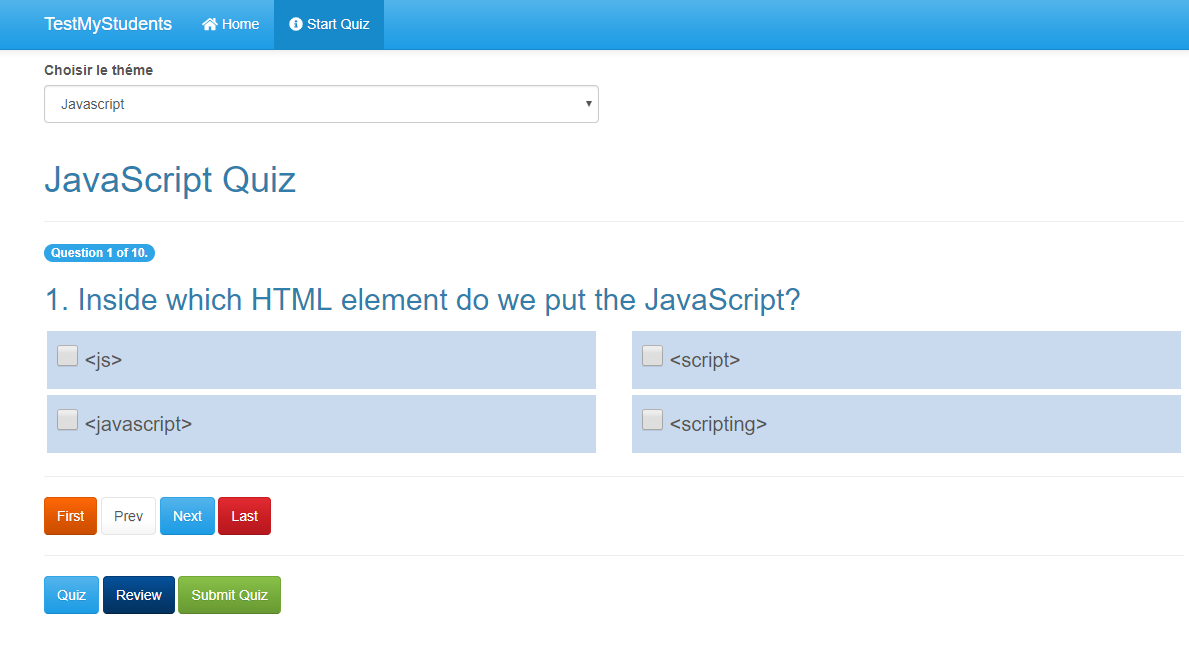 TestMyStudents Home Start Quiz
Choisir le théme
Javascript
JavaScript Quiz
Question 1 of 10.
1. Inside which HTML element do we put the JavaScript?
<js> <script>
<javascript> <scripting>
First Prev Next Last
Quiz Review Submit Quiz